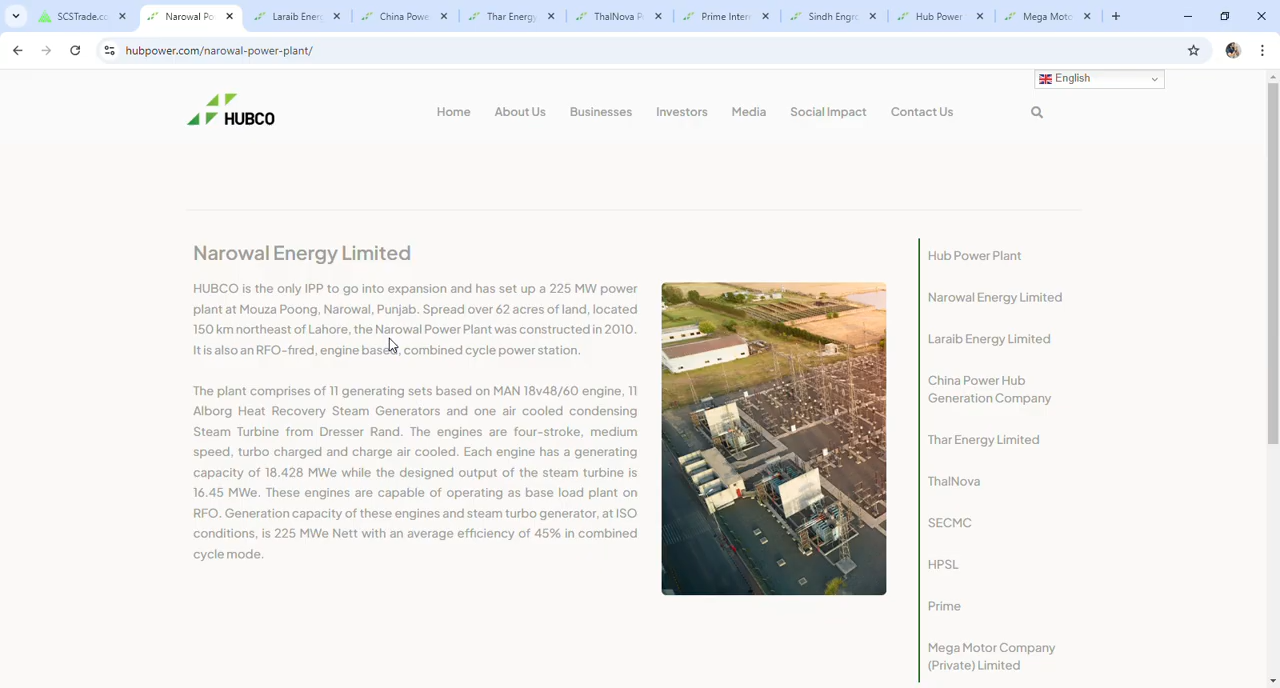 SCSTrade.co
Narowal Po
Laraib Ener
China Powe
Thar Energy
ThalNova P
Prime Intern
Sindh Engro
Hub Power
Mega Moto
hubpower.com/narowal-power-plant/
English
HUBCO
Home
About Us
Businesses
Investors
Media
Social Impact
Contact Us
Narowal Energy Limited
HUBCO is the only IPP to go into expansion and has set up a 225 MW power
plant at Mouza Poong, Narowal, Punjab. Spread over 62 acres of land, located
150 km northeast of Lahore, the Narowal Power Plant was constructed in 2010.
It is also an RFO-fired, engine based, combined cycle power station.
The plant comprises of 11 generating sets based on MAN 18v48/60 engine, 11
Alborg Heat Recovery Steam Generators and one air cooled condensing
Steam Turbine from Dresser Rand. The engines are four-stroke, medium
speed, turbo charged and charge air cooled. Each engine has a generating
capacity of 18.428 MWe while the designed output of the steam turbine is
16.45 MWe. These engines are capable of operating as base load plant on
RFO. Generation capacity of these engines and steam turbo generator, at ISO
conditions, is 225 MWe Nett with an average efficiency of 45% in combined
cycle mode.
Hub Power Plant
Narowal Energy Limited
Laraib Energy Limited
China Power Hub
Generation Company
Thar Energy Limited
ThalNova
SECMC
HPSL
Prime
Mega Motor Company
(Private) Limited